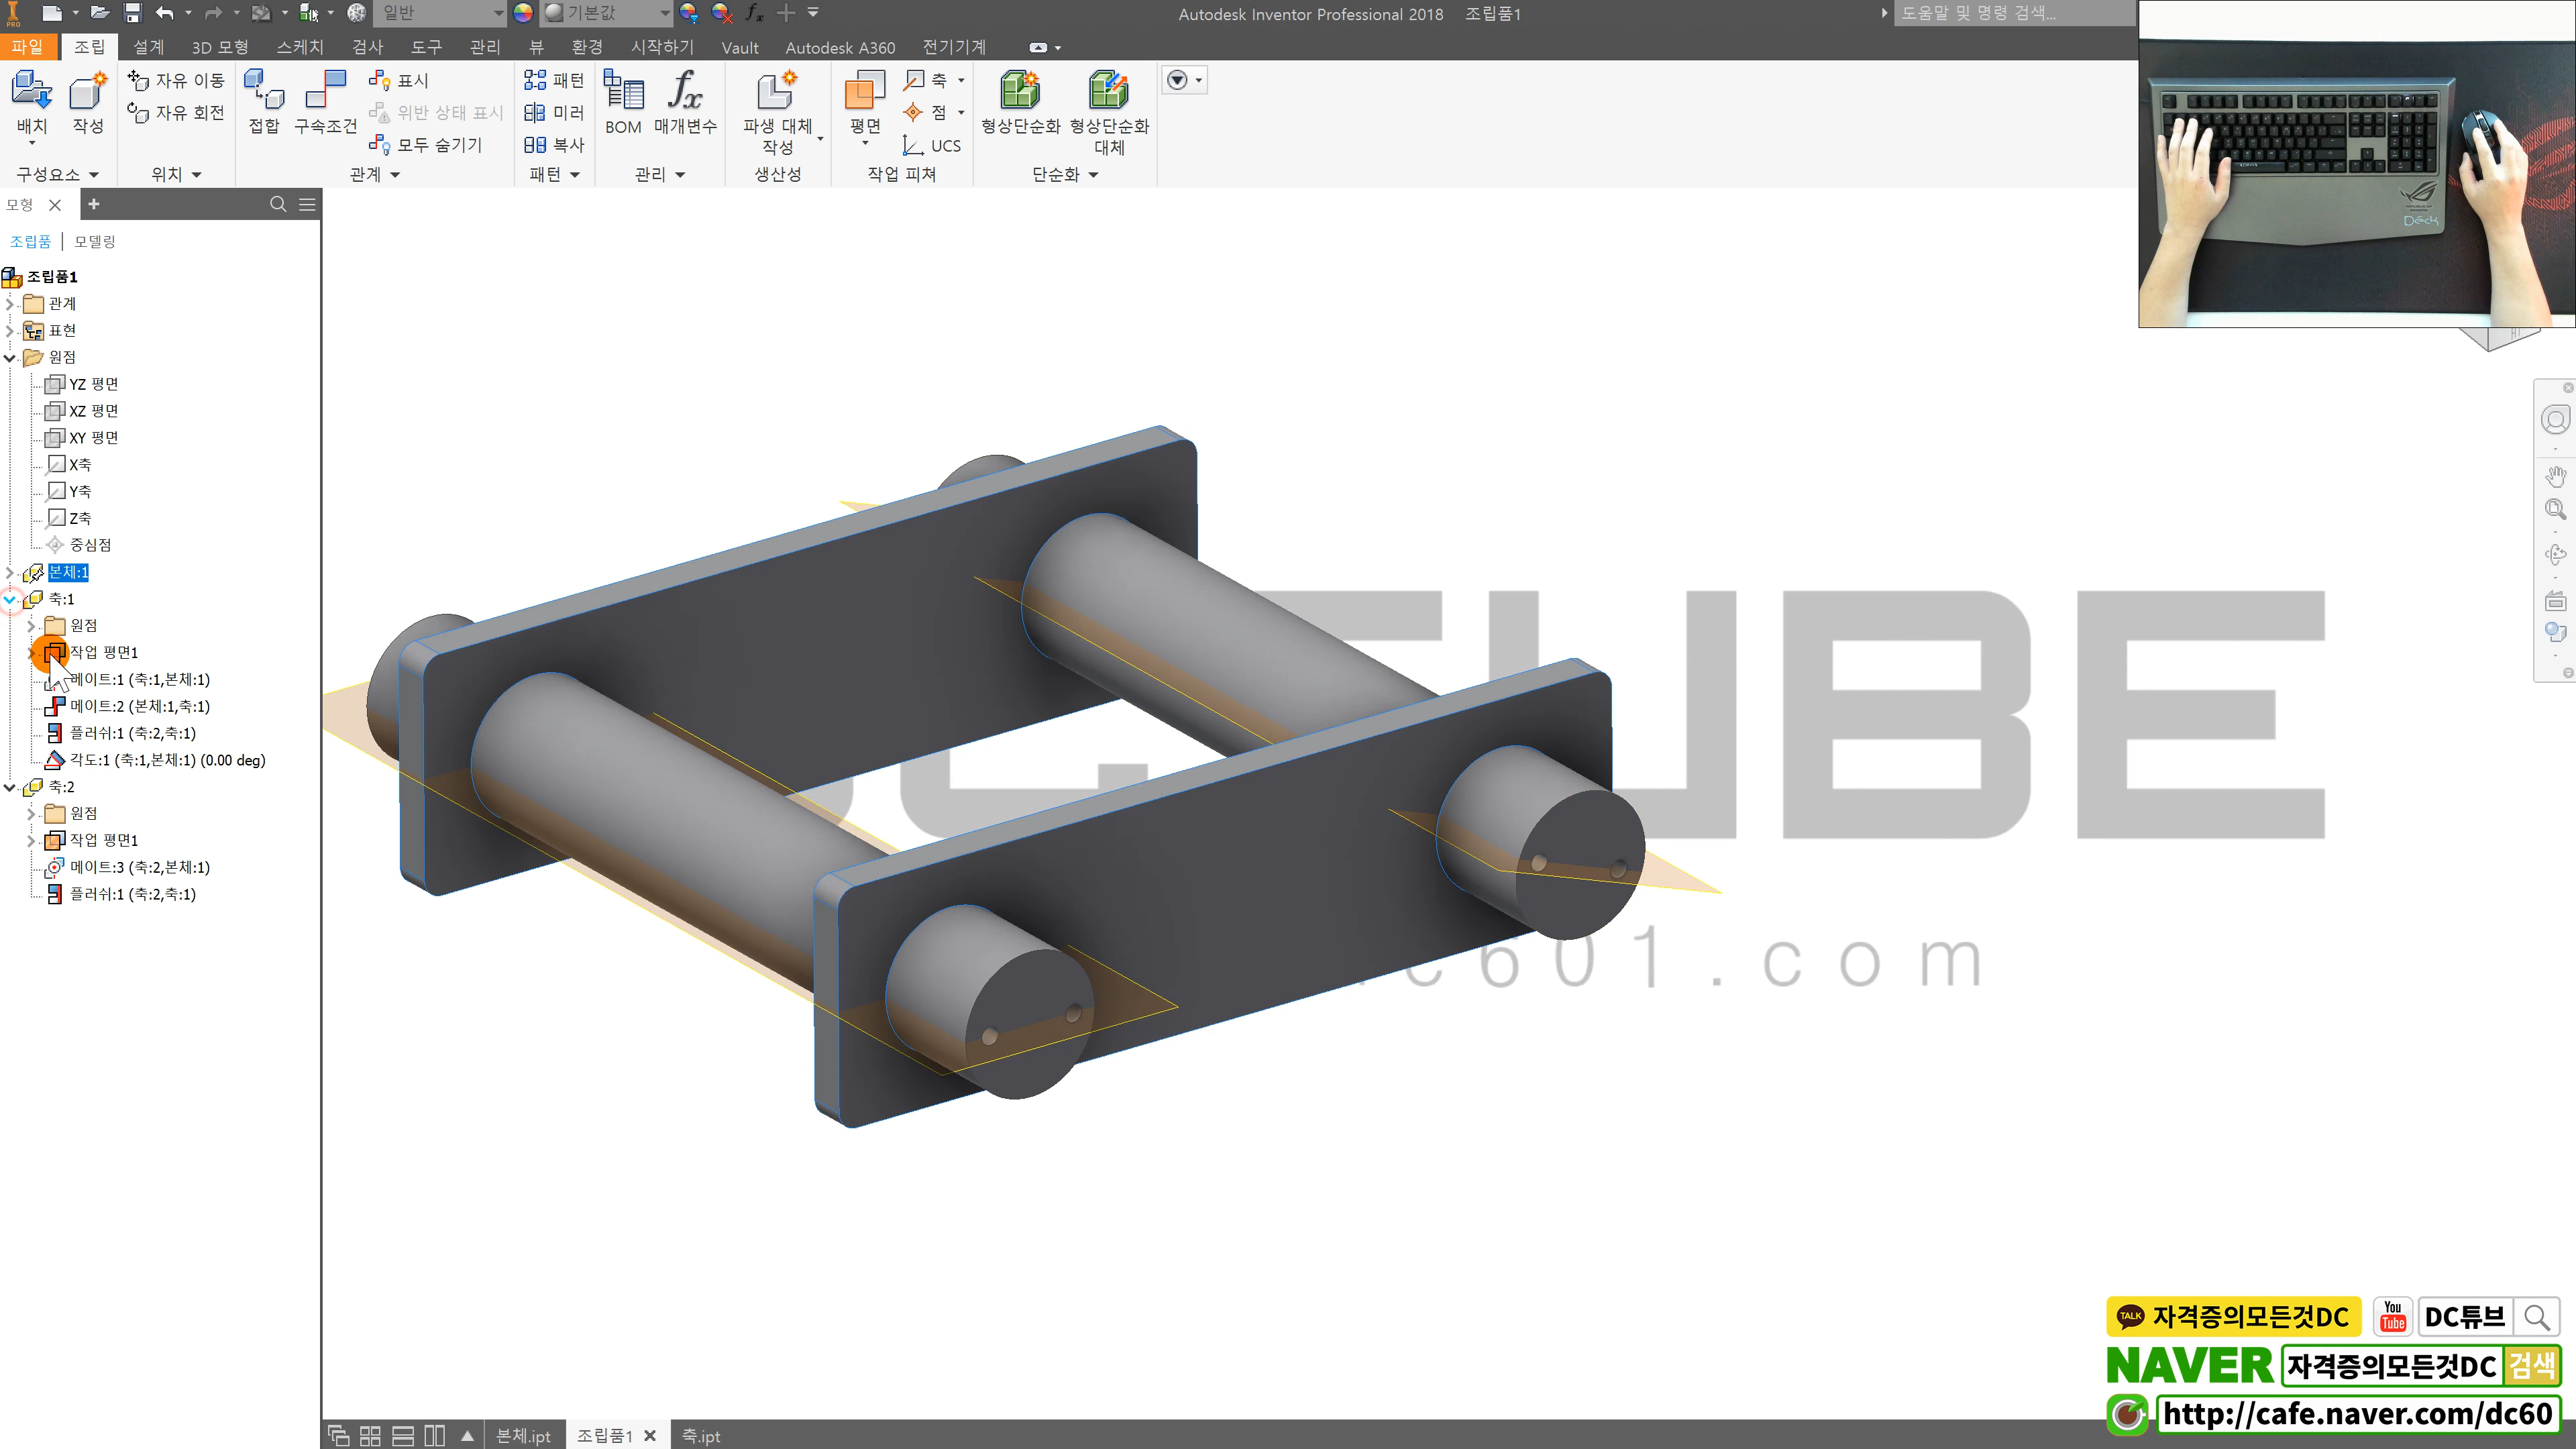 PRO
일반
기본값
Autodesk Inventor Professional 2018 조립품1
도움말 및 명령 검색...
파일 조립 설계 3D 모형 스케치 검사 도구 관리 뷰 환경 시작하기 Vault Autodesk A360 전기기계
배치
작성
자유 이동
자유 회전
접합
구속조건
표시
위반 상태 표시
모두 숨기기
패턴
미러
복사
BOM
매개변수
파생 대체
작성
평면
축
점
UCS
형상단순화
형상단순화
대체
구성요소 위치 관계 패턴 관리 생산성 작업 피쳐 단순화
모형
조립품 | 모델링
조립품1
관계
표현
원점
YZ 평면
XZ 평면
XY 평면
X축
Y축
Z축
중심점
본체:1
축:1
원점
작업 평면1
메이트:1 (축:1,본체:1)
메이트:2 (본체:1,축:1)
플러쉬:1 (축:2,축:1)
각도:1 (축:1,본체:1) (0.00 deg)
축:2
원점
작업 평면1
메이트:3 (축:2,본체:1)
플러쉬:1 (축:2,축:1)
CUBE
c601.com
Deck
TALK 자격증의모든것DC
You Tube DC튜브
NAVER 자격증의모든것DC 검색
http://cafe.naver.com/dc60
본체.ipt 조립품1 축.ipt